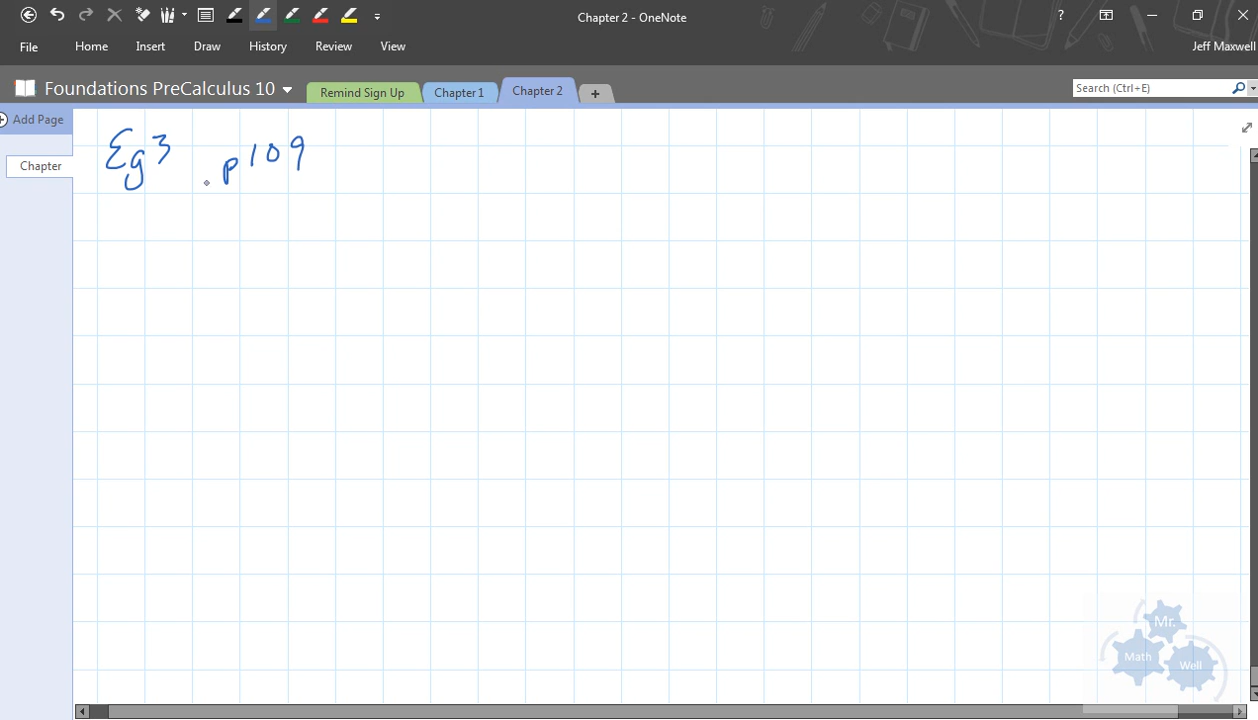 Chapter 2 - OneNote
?
File
Home
Insert
Draw
History
Review
View
Jeff Maxwell
Foundations PreCalculus 10
Remind Sign Up
Chapter 1
Chapter 2
+
Search (Ctrl+E)
Add Page
Chapter
Eg 3 p109
Mr.
Math
Well